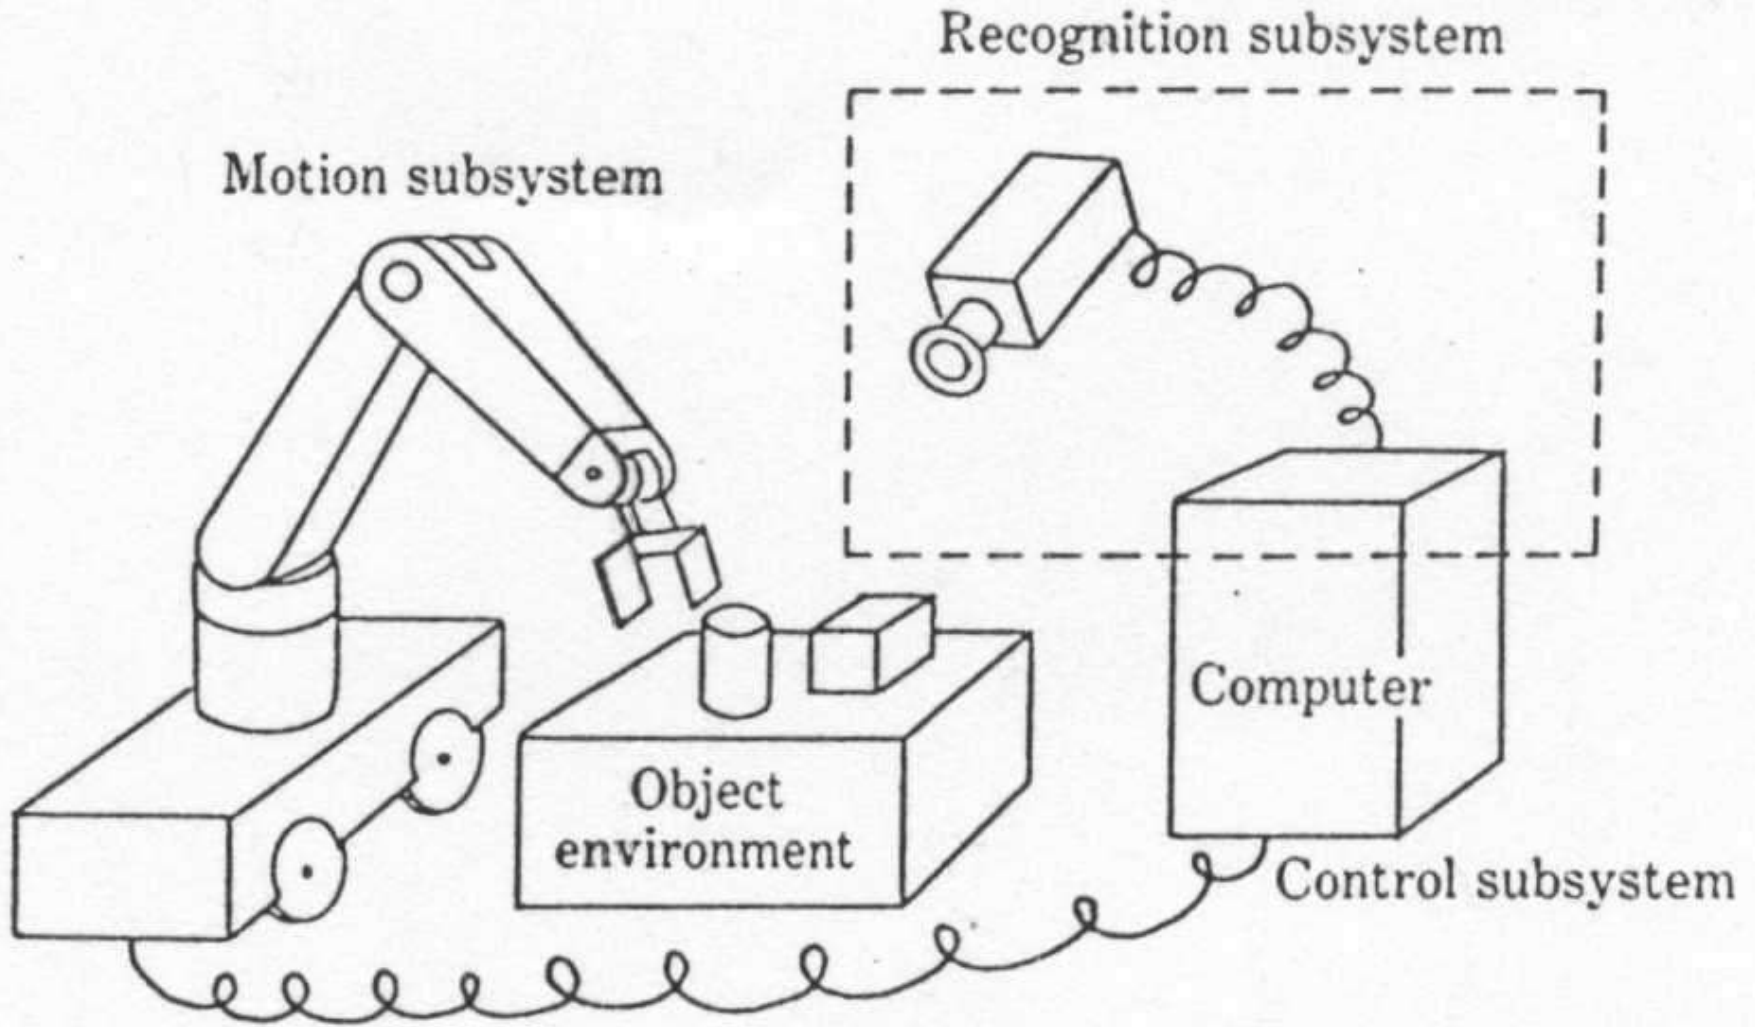 Recognition subsystem
Motion subsystem
Computer
Object
environment
Control subsystem